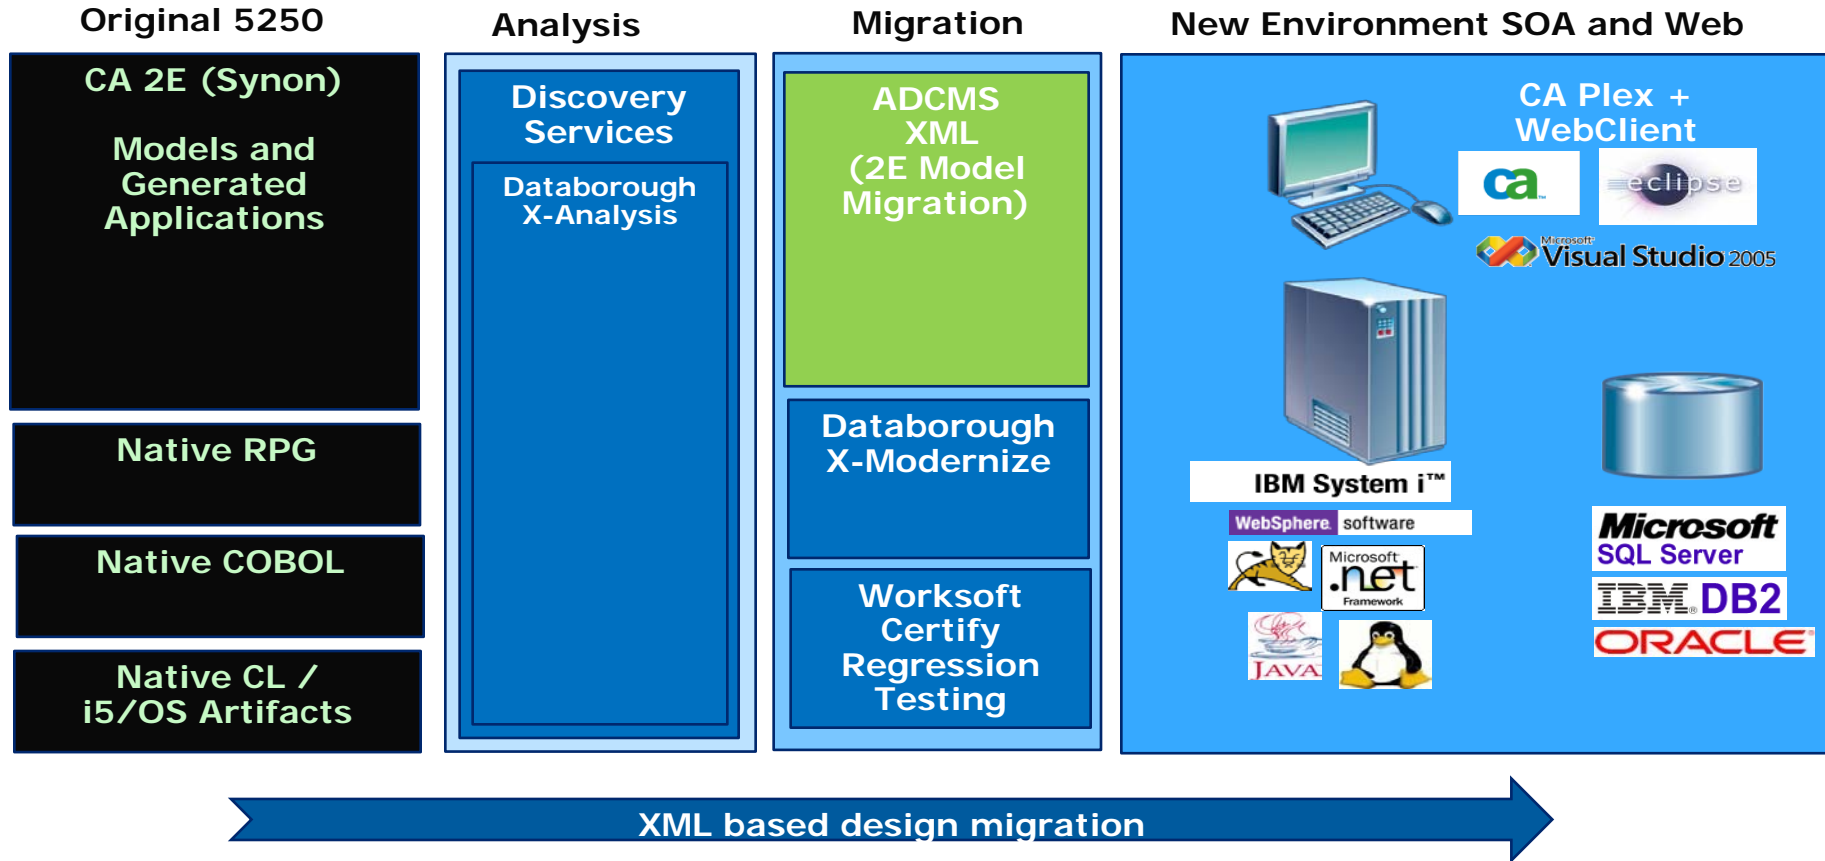 Original 5250
Analysis
Migration
New Environment SOA and Web
CA 2E (Synon)
Models and
Generated
Applications
Native RPG
Native COBOL
Native CL /
i5/OS Artifacts
Discovery
Services
Databorough
X-Analysis
ADCMS
XML
(2E Model
Migration)
Databorough
X-Modernize
Worksoft
Certify
Regression
Testing
CA Plex +
WebClient
ca™
eclipse
Microsoft®
Visual Studio 2005
IBM System i™
WebSphere. software
Microsoft®
.net
Framework
JAVA
Microsoft
SQL Server
IBM® DB2
ORACLE®
XML based design migration